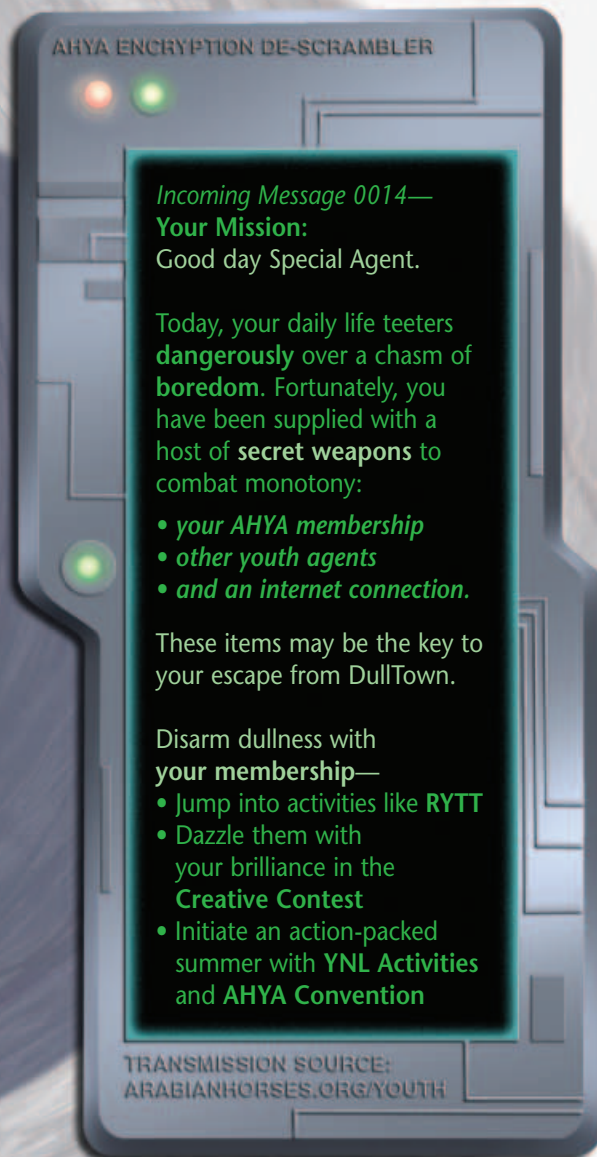 AHYA ENCRYPTION DE-SCRAMBLER
Incoming Message 0014—
Your Mission:
Good day Special Agent.
Today, your daily life teeters
dangerously over a chasm of
boredom. Fortunately, you
have been supplied with a
host of secret weapons to
combat monotony:
• your AHYA membership
• other youth agents
• and an internet connection.
These items may be the key to
your escape from DullTown.
Disarm dullness with
your membership—
• Jump into activities like RYTT
• Dazzle them with
your brilliance in the
Creative Contest
• Initiate an action-packed
summer with YNL Activities
and AHYA Convention
TRANSMISSION SOURCE:
ARABIANHORSES.ORG/YOUTH